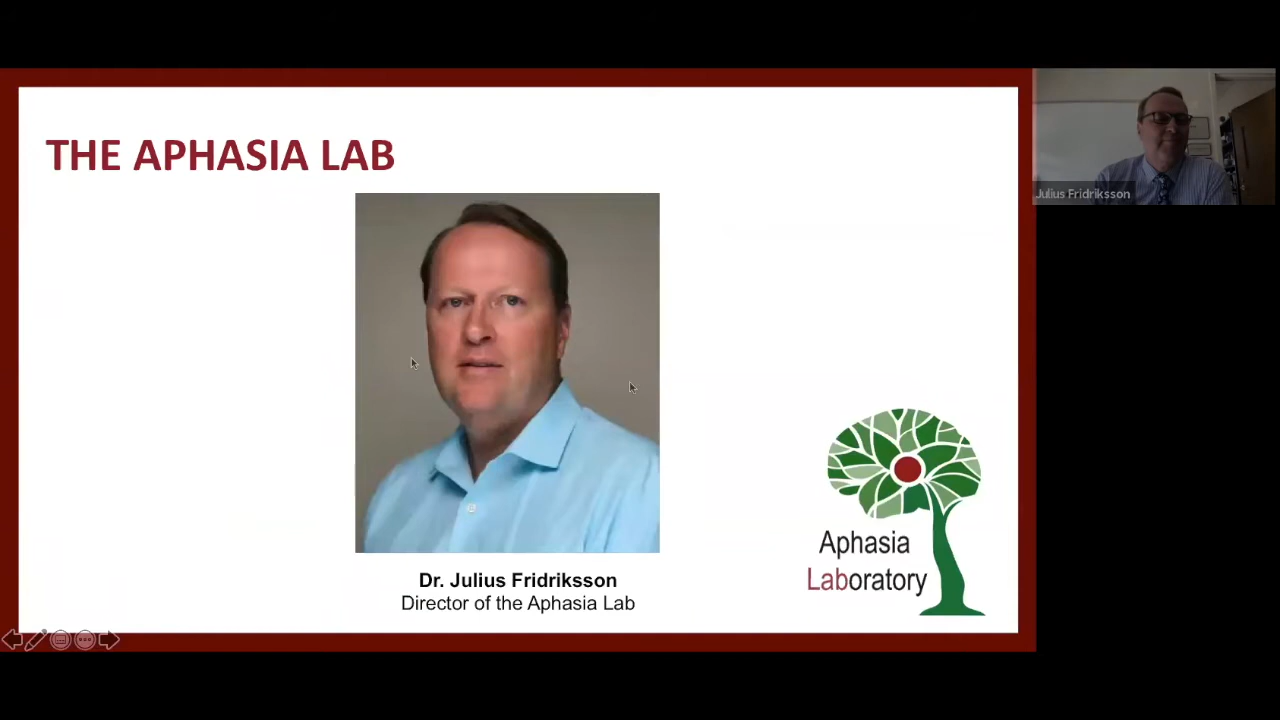 THE APHASIA LAB
Julius Fridriksson
Aphasia
Laboratory
Dr. Julius Fridriksson
Director of the Aphasia Lab